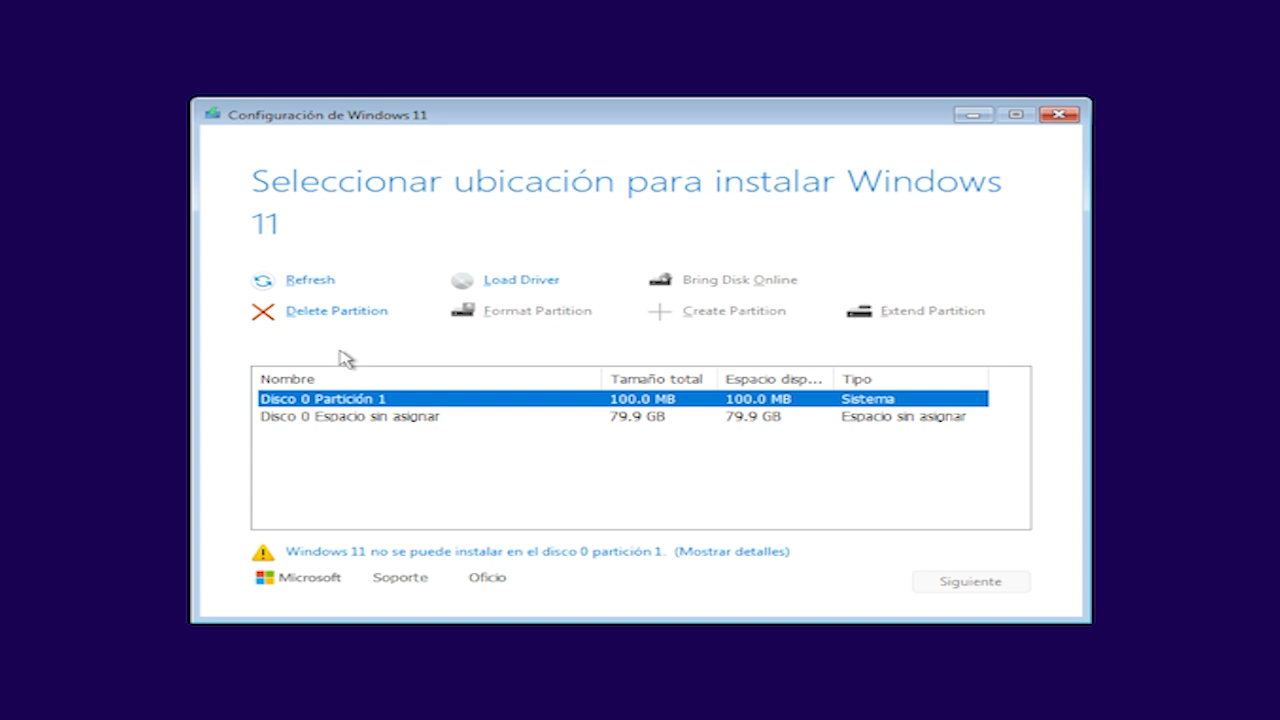 Configuración de Windows 11
Seleccionar ubicación para instalar Windows
11
Refresh Load Driver Bring Disk Online
Delete Partition Format Partition Create Partition Extend Partition
Nombre Tamaño total Espacio disp... Tipo
Disco 0 Partición 1 100.0 MB 100.0 MB Sistema
Disco 0 Espacio sin asignar 79.9 GB 79.9 GB Espacio sin asignar
Windows 11 no se puede instalar en el disco 0 partición 1. (Mostrar detalles)
Microsoft Soporte Oficio
Siguiente